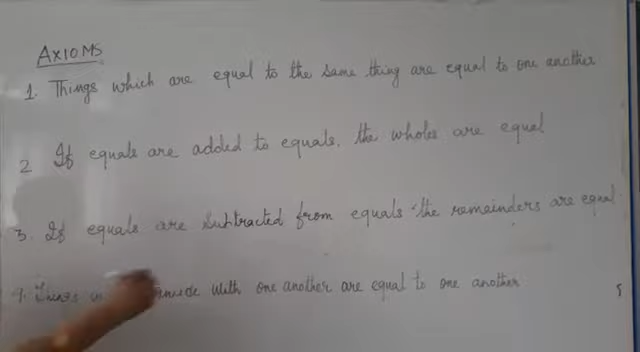 AXIOMS
1. Things which are equal to the same thing are equal to one another
2 If equals are added to equals, the wholes are equal
3. If equals are subtracted from equals the remainders are equal.
4. Things with one another are equal to one another